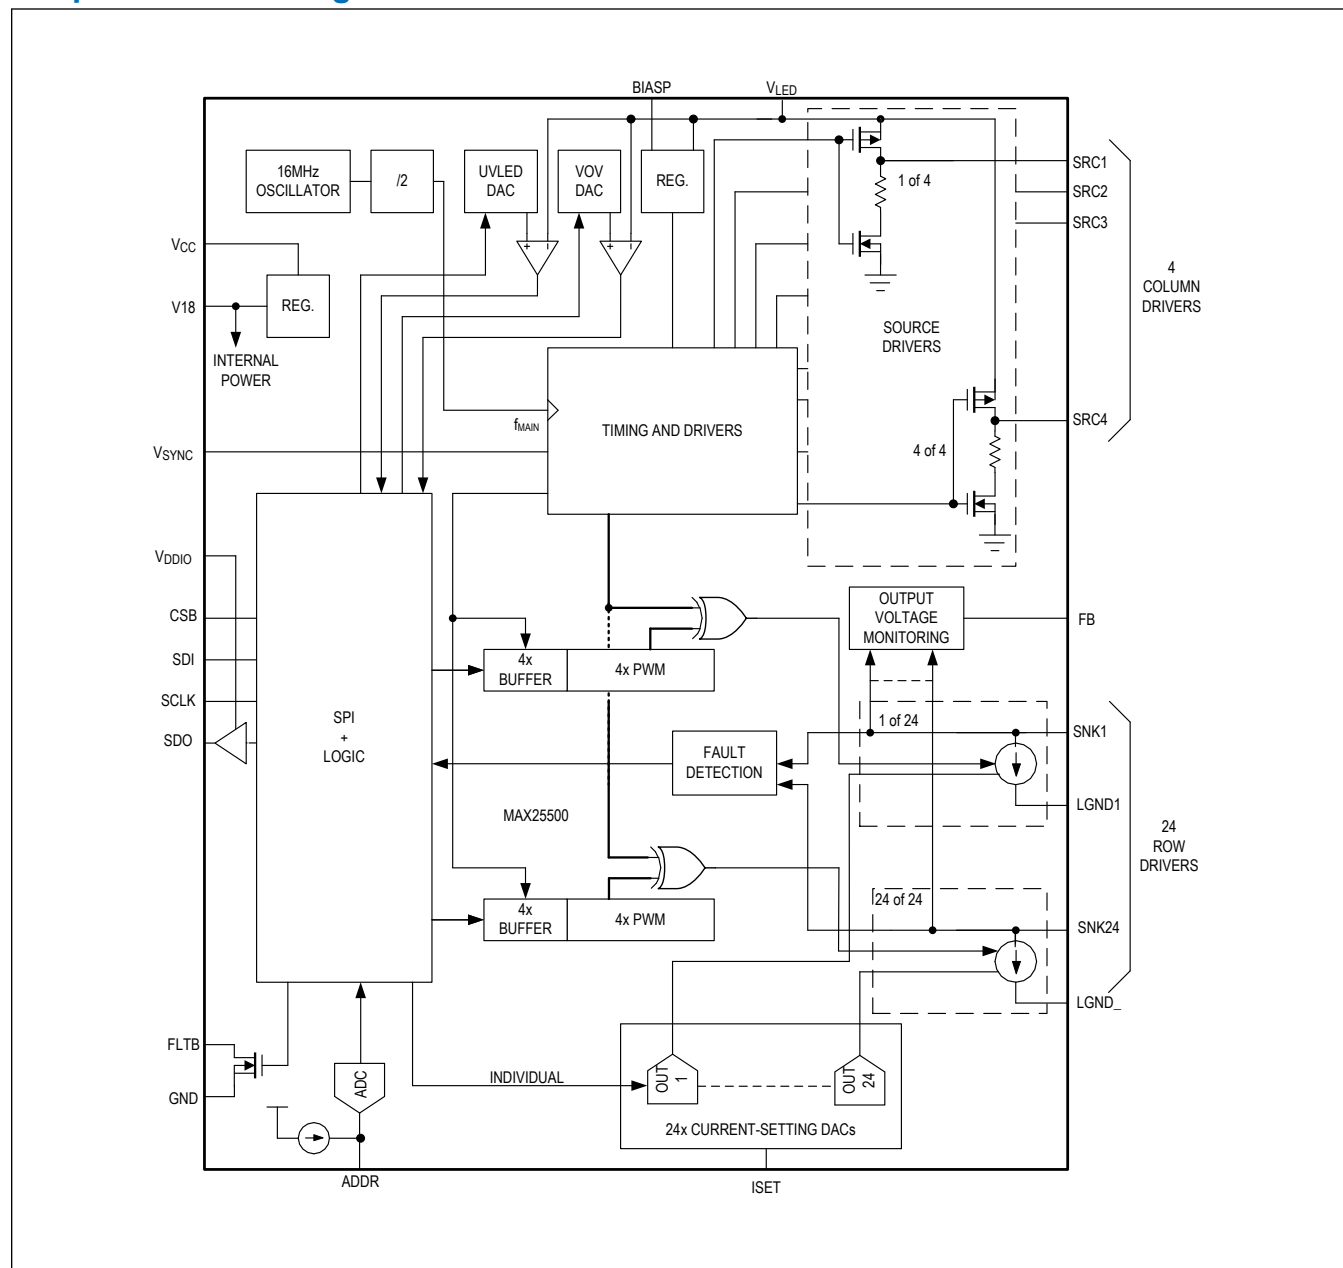 BIASP
VLED
16MHz
OSCILLATOR
/2
UVLED
DAC
VOV
DAC
REG.
1 of 4
SRC1
SRC2
SRC3
VCC
+
–
+
–
V18
REG.
4
COLUMN
DRIVERS
INTERNAL
POWER
SOURCE
DRIVERS
fMAIN
TIMING AND DRIVERS
SRC4
4 of 4
VSYNC
VDDIO
CSB
SDI
SCLK
SDO
SPI
+
LOGIC
4x
BUFFER
4x PWM
OUTPUT
VOLTAGE
MONITORING
FB
1 of 24
SNK1
FAULT
DETECTION
LGND1
MAX25500
24
ROW
DRIVERS
4x
BUFFER
4x PWM
24 of 24
SNK24
LGND_
FLTB
GND
ADC
INDIVIDUAL
OUT
1
OUT
24
24x CURRENT-SETTING DACs
ADDR
ISET